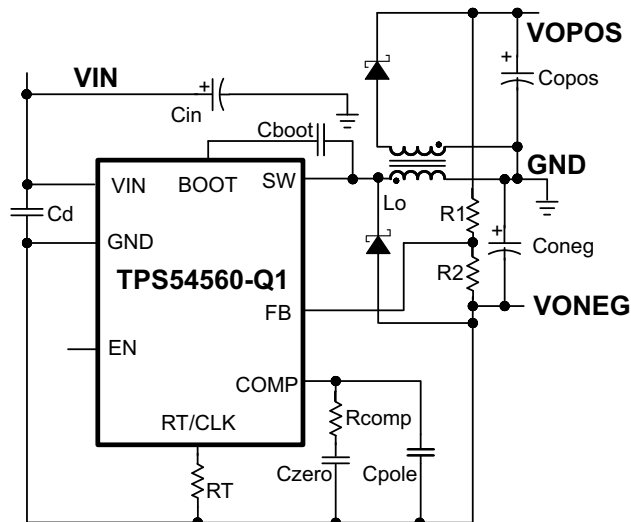 VOPOS
VIN
+
Copos
+
Cin
Cboot
GND
VIN
BOOT
SW
Lo
R1
Cd
GND
+
Coneg
TPS54560-Q1
R2
FB
VONEG
EN
COMP
RT/CLK
Rcomp
Czero
Cpole
RT